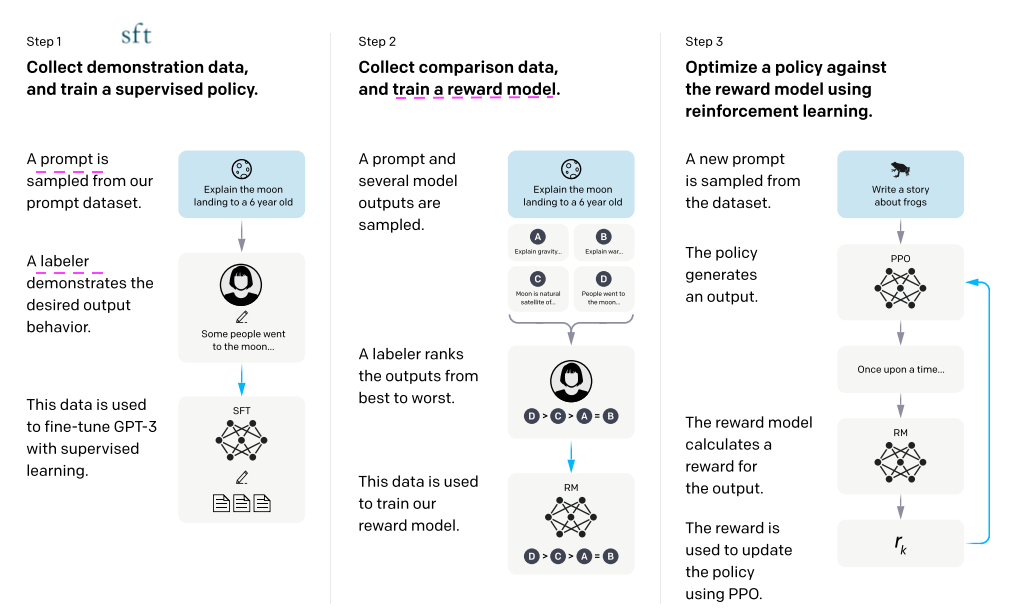 sft
Step 1
Collect demonstration data,
and train a supervised policy.
A prompt is
sampled from our
prompt dataset.
Explain the moon
landing to a 6 year old
A labeler
demonstrates the
desired output
behavior.
Some people went
to the moon...
This data is used
to fine-tune GPT-3
with supervised
learning.
SFT
Step 2
Collect comparison data,
and train a reward model.
A prompt and
several model
outputs are
sampled.
Explain the moon
landing to a 6 year old
A
Explain gravity...
B
Explain war...
C
Moon is natural
satellite of...
D
People went to
the moon...
A labeler ranks
the outputs from
best to worst.
D > C > A = B
This data is used
to train our
reward model.
RM
D > C > A = B
Step 3
Optimize a policy against
the reward model using
reinforcement learning.
A new prompt
is sampled from
the dataset.
Write a story
about frogs
The policy
generates
an output.
PPO
Once upon a time...
The reward model
calculates a
reward for
the output.
RM
The reward is
used to update
the policy
using PPO.
rk